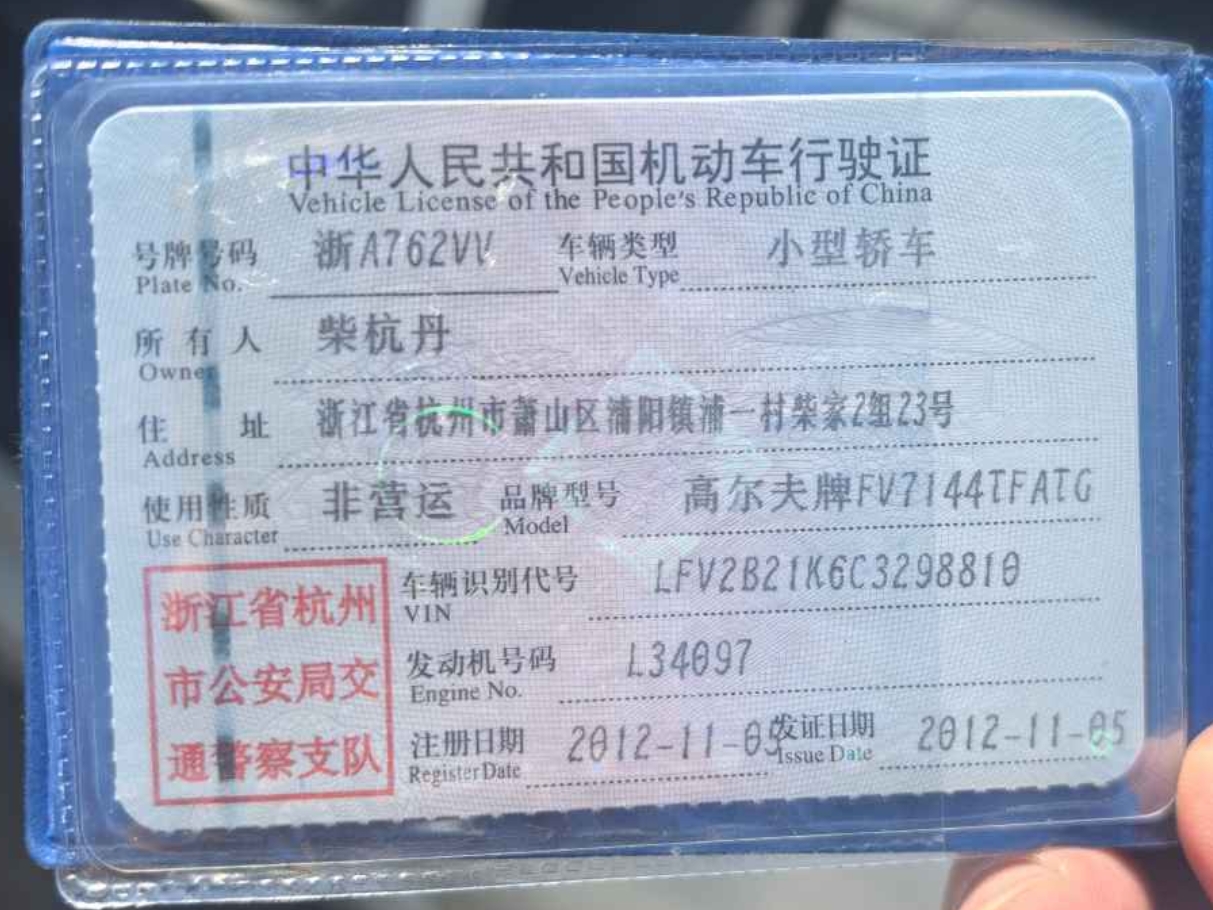 中华人民共和国机动车行驶证
Vehicle License of the People's Republic of China
号牌号码 浙A762VV 车辆类型 小型轿车
Plate No. Vehicle Type
所有人 柴杭丹
Owner
住址 浙江省杭州市萧山区浦阳镇浦一村柴家2组23号
Address
使用性质 非营运 品牌型号 高尔夫牌FV7144TFATG
Use Character Model
车辆识别代号 LFV2B21K6C3298810
VIN
发动机号码 L34097
Engine No.
注册日期 2012-11-05 发证日期 2012-11-05
Register Date Issue Date
浙江省杭州
市公安局交
通警察支队